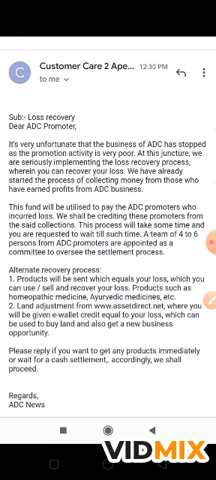 C
Customer Care 2 Ape... 12:30 PM
to me
Sub:- Loss recovery
Dear ADC Promoter,
It's very unfortunate that the business of ADC has stopped
as the promotion activity is very poor. At this juncture, we
are seriously implementing the loss recovery process,
wherein you can recover your loss. We have already
started the process of collecting money from those who
have earned profits from ADC business.
This fund will be utilised to pay the ADC promoters who
incurred loss. We shall be crediting these promoters from
the said collections. This process will take some time and
you are requested to wait till such time. A team of 4 to 6
persons from ADC promoters are appointed as a
committee to oversee the settlement process.
Alternate recovery process:
1. Products will be sent which equals your loss, which you
can use / sell and recover your loss. Products such as
homeopathic medicine, Ayurvedic medicines, etc.
2. Land adjustment from www.assetdirect.net, where you
will be given e-wallet credit equal to your loss, which can
be used to buy land and also get a new business
opportunity.
Please reply if you want to get any products immediately
or wait for a cash settlement,. accordingly, we shall
proceed.
Regards,
ADC News
VIDMIX